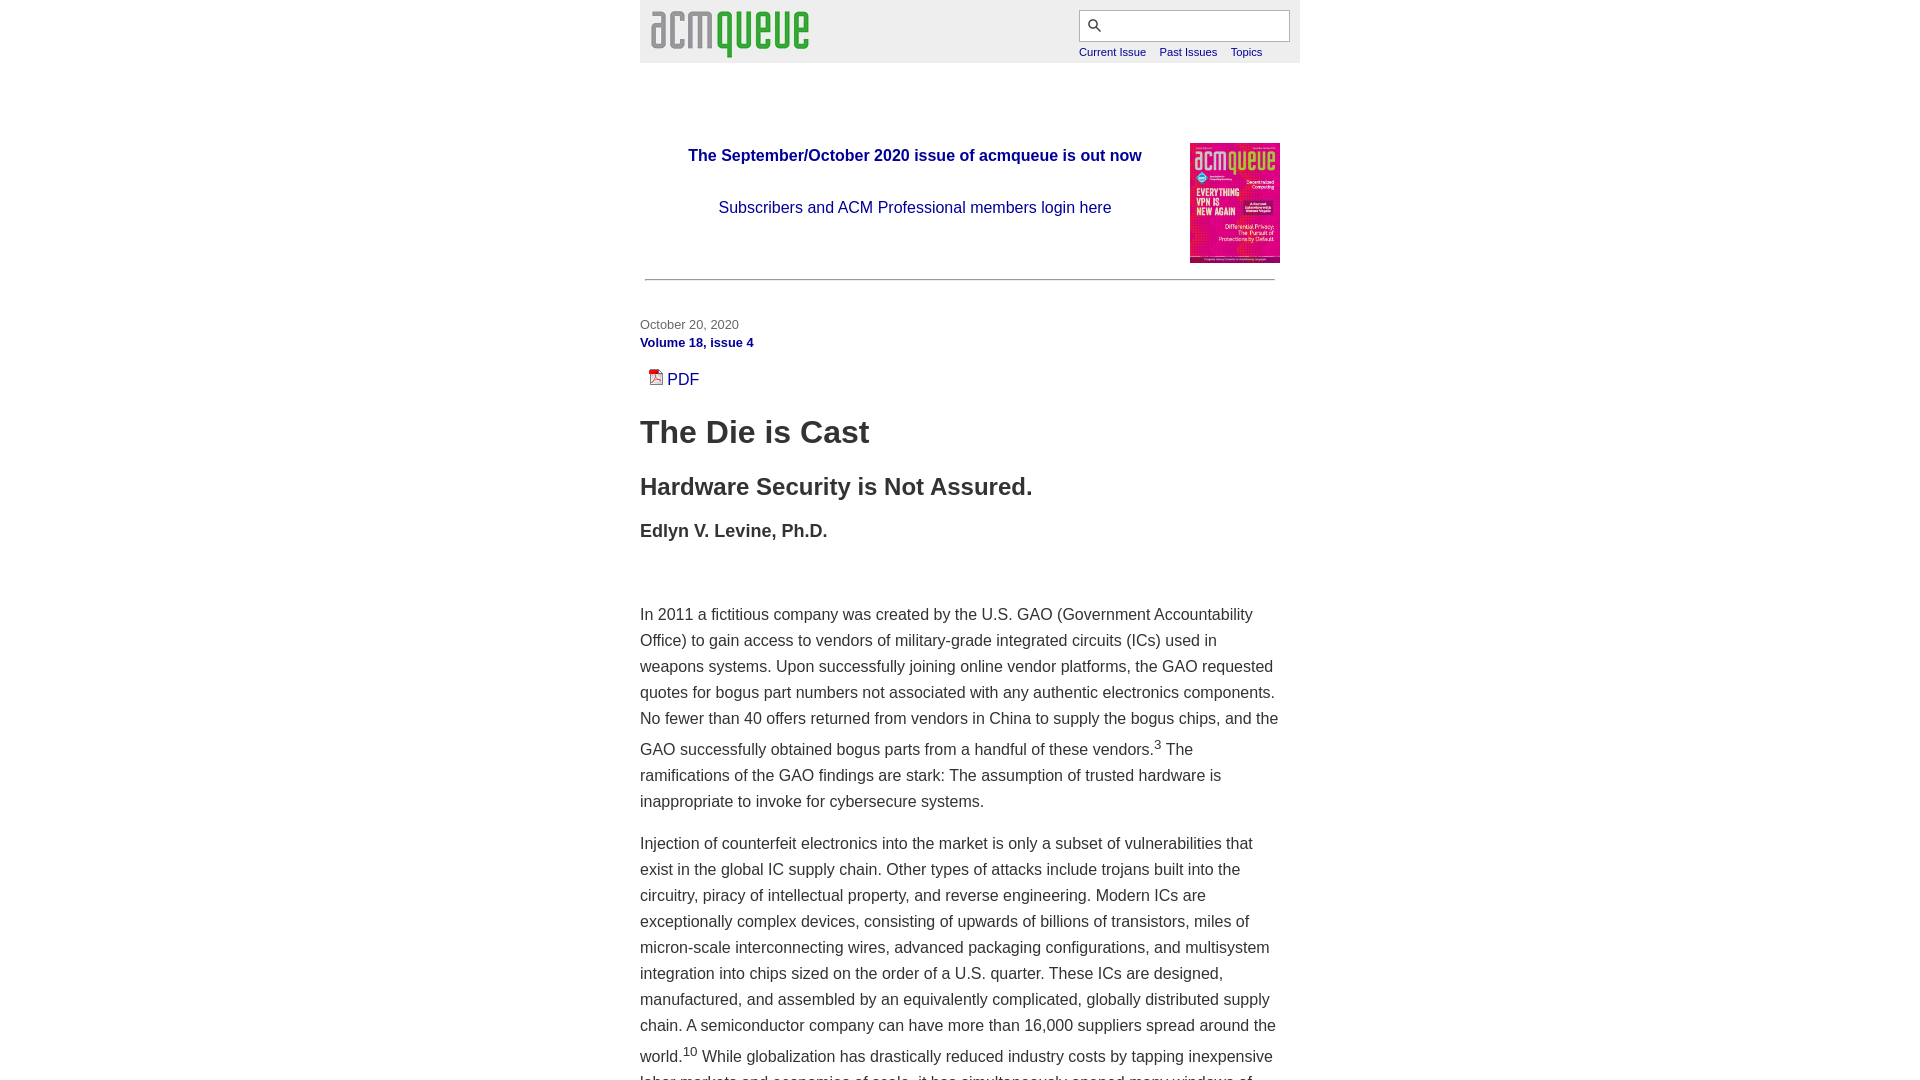 acmqueue
Current Issue Past Issues Topics
The September/October 2020 issue of acmqueue is out now
Subscribers and ACM Professional members login here
acmqueue
Decentralized
Computing
EVERYTHING
VPN IS
NEW AGAIN
Differential Privacy:
The Pursuit of
Protections by Default
October 20, 2020
Volume 18, issue 4
PDF
The Die is Cast
Hardware Security is Not Assured.
Edlyn V. Levine, Ph.D.
In 2011 a fictitious company was created by the U.S. GAO (Government Accountability
Office) to gain access to vendors of military-grade integrated circuits (ICs) used in
weapons systems. Upon successfully joining online vendor platforms, the GAO requested
quotes for bogus part numbers not associated with any authentic electronics components.
No fewer than 40 offers returned from vendors in China to supply the bogus chips, and the
GAO successfully obtained bogus parts from a handful of these vendors.3 The
ramifications of the GAO findings are stark: The assumption of trusted hardware is
inappropriate to invoke for cybersecure systems.
Injection of counterfeit electronics into the market is only a subset of vulnerabilities that
exist in the global IC supply chain. Other types of attacks include trojans built into the
circuitry, piracy of intellectual property, and reverse engineering. Modern ICs are
exceptionally complex devices, consisting of upwards of billions of transistors, miles of
micron-scale interconnecting wires, advanced packaging configurations, and multisystem
integration into chips sized on the order of a U.S. quarter. These ICs are designed,
manufactured, and assembled by an equivalently complicated, globally distributed supply
chain. A semiconductor company can have more than 16,000 suppliers spread around the
world.10 While globalization has drastically reduced industry costs by tapping inexpensive
labor markets and economies of scale, it has simultaneously opened many windows of